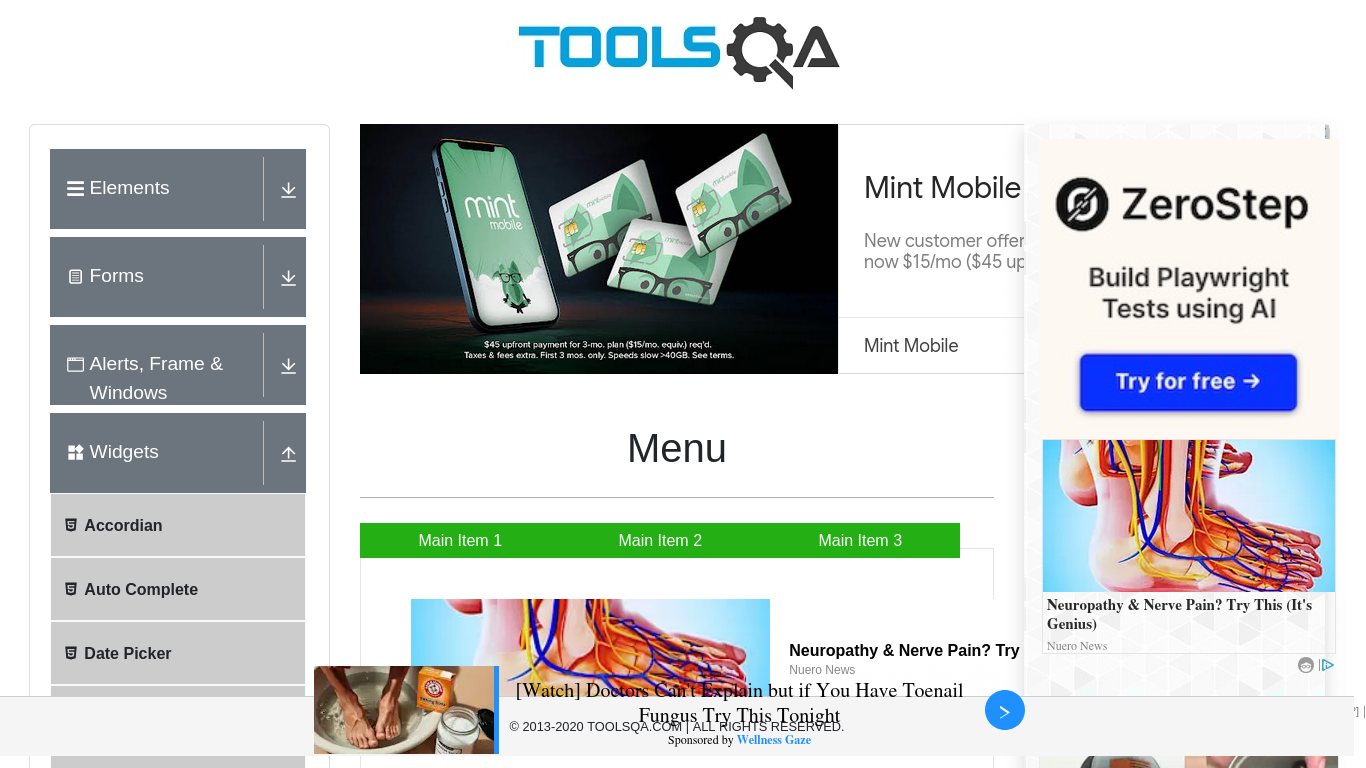 TOOLSQA
Elements
Forms
Alerts, Frame &
Windows
Widgets
Accordian
Auto Complete
Date Picker
mint
mobile
$45 upfront payment for 3-mo. plan ($15/mo. equiv.) req'd.
Taxes & fees extra. First 3 mos. only. Speeds slow >40GB. See terms.
Mint Mobile
New customer offer
now $15/mo ($45 up
Mint Mobile
ZeroStep
Build Playwright
Tests using AI
Try for free →
Menu
Main Item 1
Main Item 2
Main Item 3
Neuropathy & Nerve Pain? Try This (It's
Genius)
Nuero News
Neuropathy & Nerve Pain? Try
Nuero News
[Watch] Doctors Can't Explain but if You Have Toenail
Fungus Try This Tonight
Sponsored by Wellness Gaze
© 2013-2020 TOOLSQA.COM | ALL RIGHTS RESERVED.